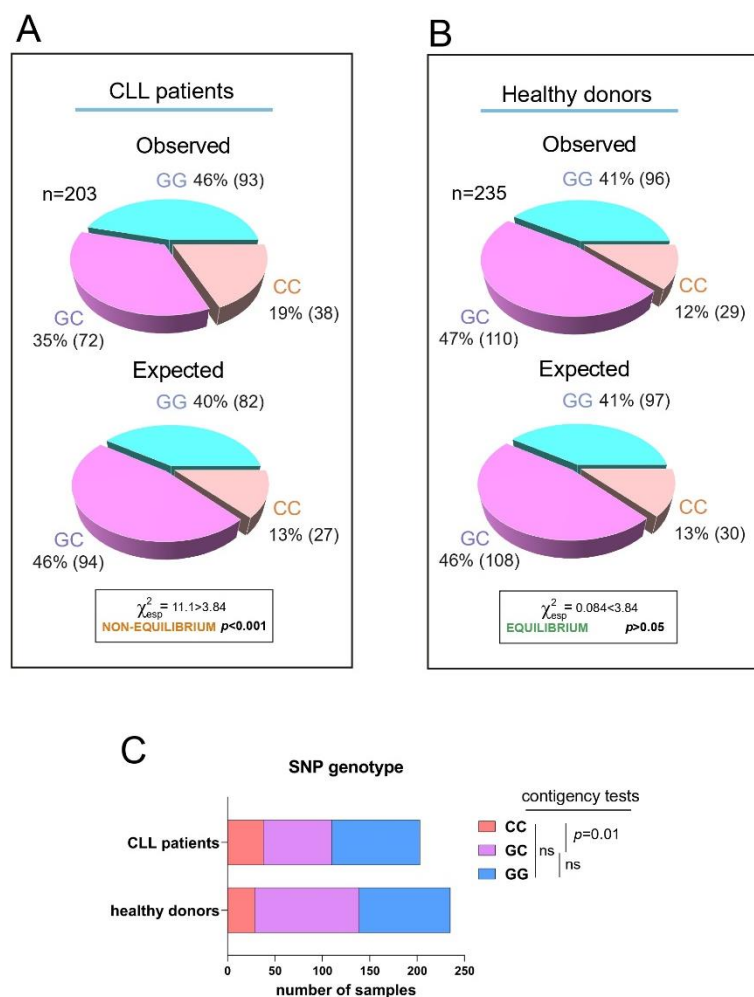 A
CLL patients
Observed
GG 46% (93)
n=203
CC
19% (38)
GC
35% (72)
Expected
GG 40% (82)
CC
13% (27)
GC
46% (94)
χ²esp = 11.1>3.84
NON-EQUILIBRIUM p<0.001
B
Healthy donors
Observed
GG 41% (96)
n=235
CC
12% (29)
GC
47% (110)
Expected
GG 41% (97)
CC
13% (30)
GC
46% (108)
χ²esp = 0.084<3.84
EQUILIBRIUM p>0.05
C
SNP genotype
CLL patients
healthy donors
0 50 100 150 200 250
number of samples
contigency tests
CC
GC
GG
ns
p=0.01
ns